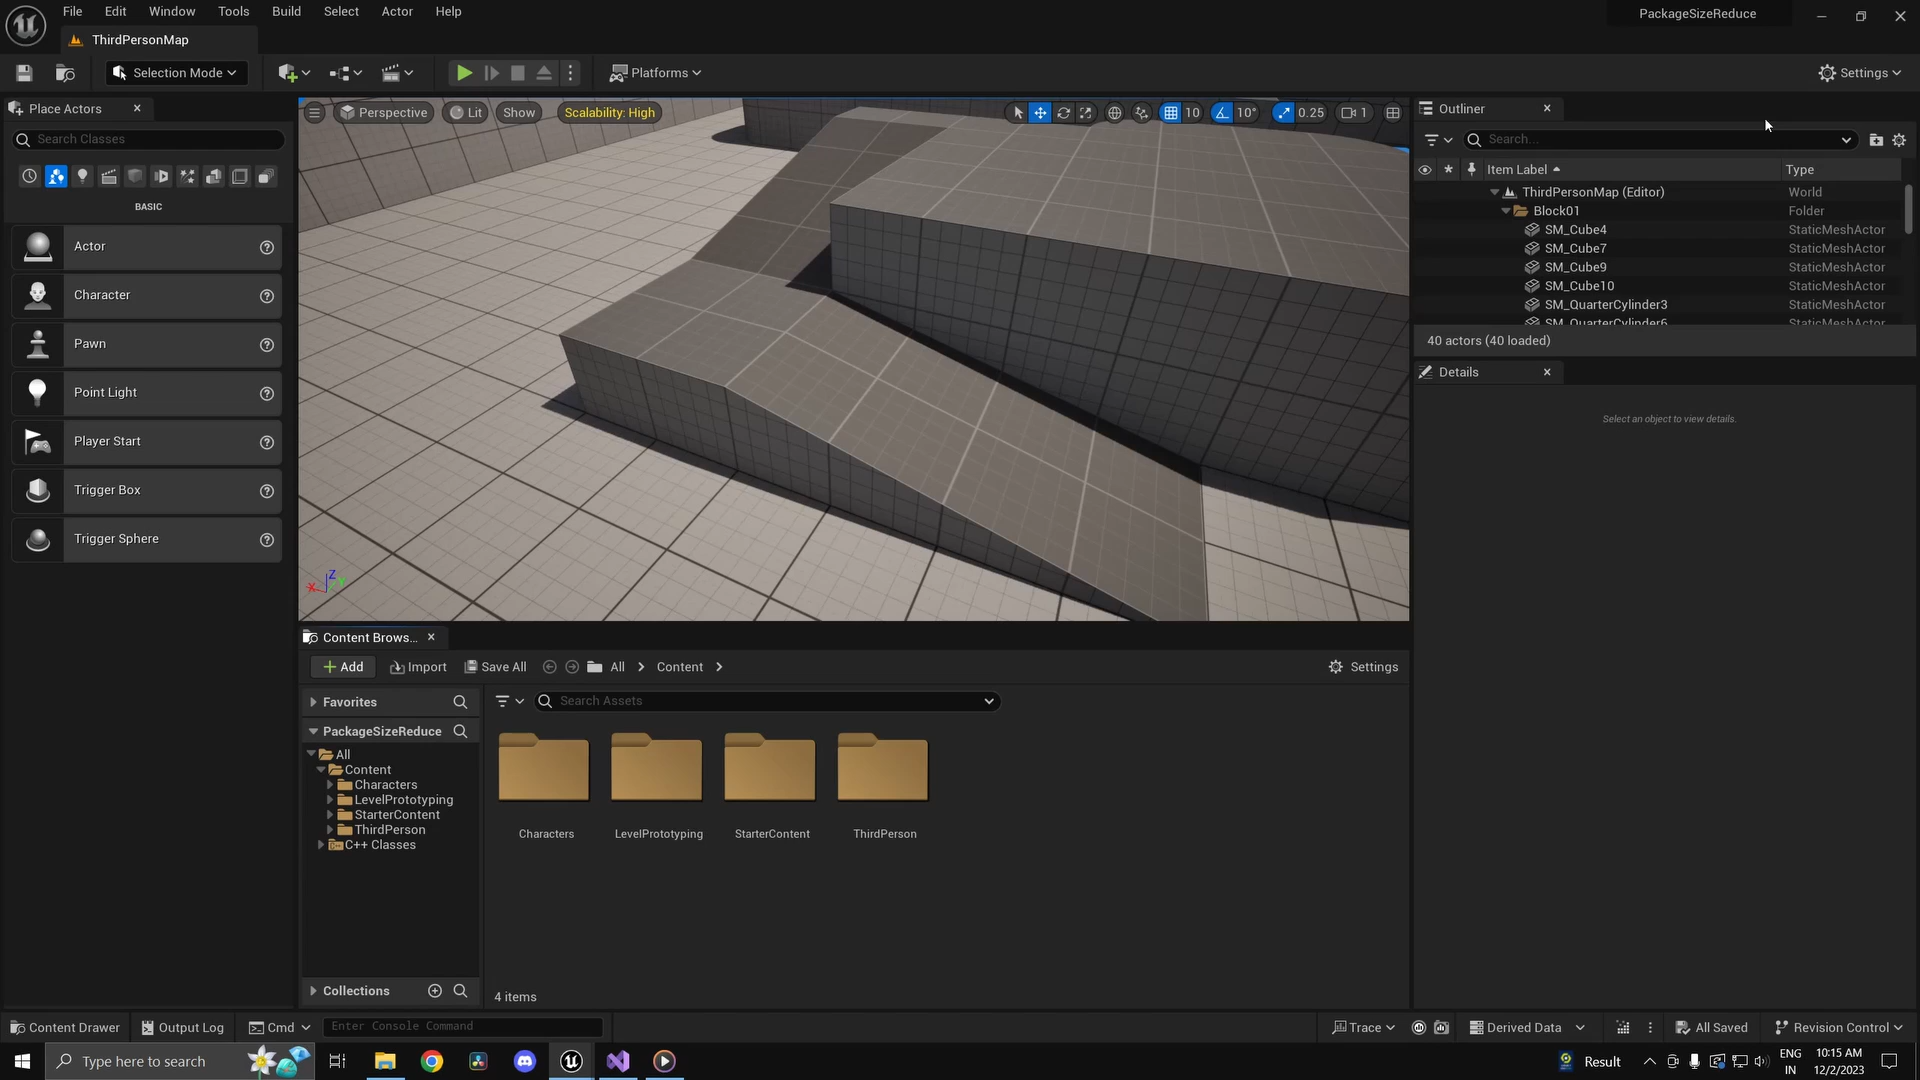 File Edit Window Tools Build Select Actor Help
PackageSizeReduce
ThirdPersonMap
Selection Mode
Platforms
Settings
Place Actors
Search Classes
BASIC
Actor
Character
Pawn
Point Light
Player Start
Trigger Box
Trigger Sphere
Perspective Lit Show Scalability: High 10 10° 0.25 1
X Z Y
Outliner
Search...
Item Label Type
ThirdPersonMap (Editor) World
Block01 Folder
SM_Cube4 StaticMeshActor
SM_Cube7 StaticMeshActor
SM_Cube9 StaticMeshActor
SM_Cube10 StaticMeshActor
SM_QuarterCylinder3 StaticMeshActor
SM_QuarterCylinder6 StaticMeshActor
40 actors (40 loaded)
Details
Select an object to view details.
Content Brows...
Add Import Save All All Content Settings
Favorites
Search Assets
PackageSizeReduce
All
Content
Characters
LevelPrototyping
StarterContent
ThirdPerson
C++ Classes
Characters LevelPrototyping StarterContent ThirdPerson
Collections
4 items
Content Drawer Output Log Cmd Enter Console Command Trace Derived Data All Saved Revision Control
Type here to search
Result
ENG
IN
10:15 AM
12/2/2023